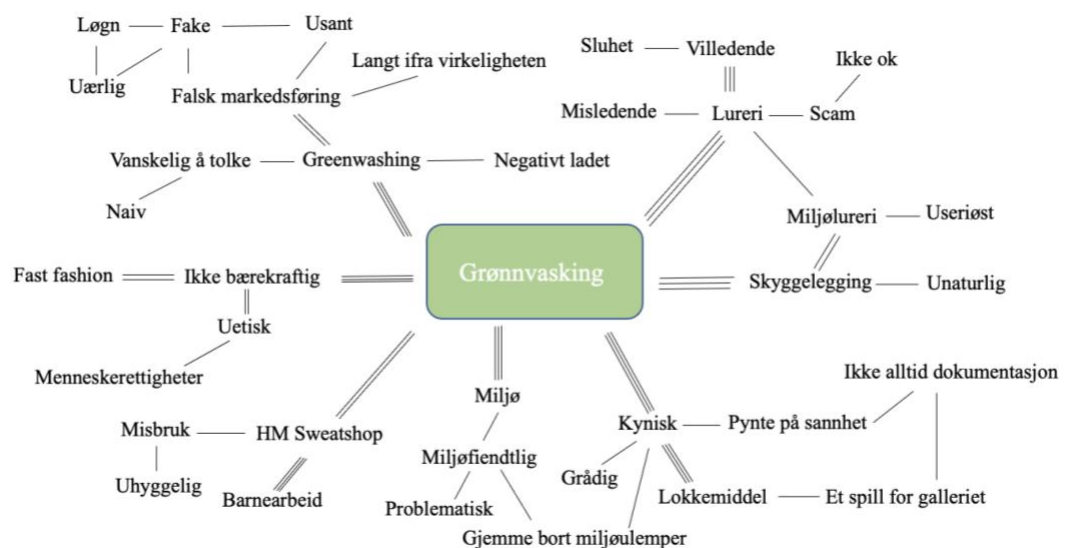 Løgn
Fake
Usant
Uærlig
Falsk markedsføring
Langt ifra virkeligheten
Vanskelig å tolke
Greenwashing
Negativt ladet
Naiv
Sluhet
Villedende
Ikke ok
Misledende
Lureri
Scam
Miljølureri
Useriøst
Skyggelegging
Unaturlig
Grønnvasking
Fast fashion
Ikke bærekraftig
Uetisk
Menneskerettigheter
Misbruk
HM Sweatshop
Uhyggelig
Barnearbeid
Miljø
Miljøfiendtlig
Problematisk
Gjemme bort miljøulemper
Kynisk
Pynte på sannhet
Ikke alltid dokumentasjon
Grådig
Lokkemiddel
Et spill for galleriet